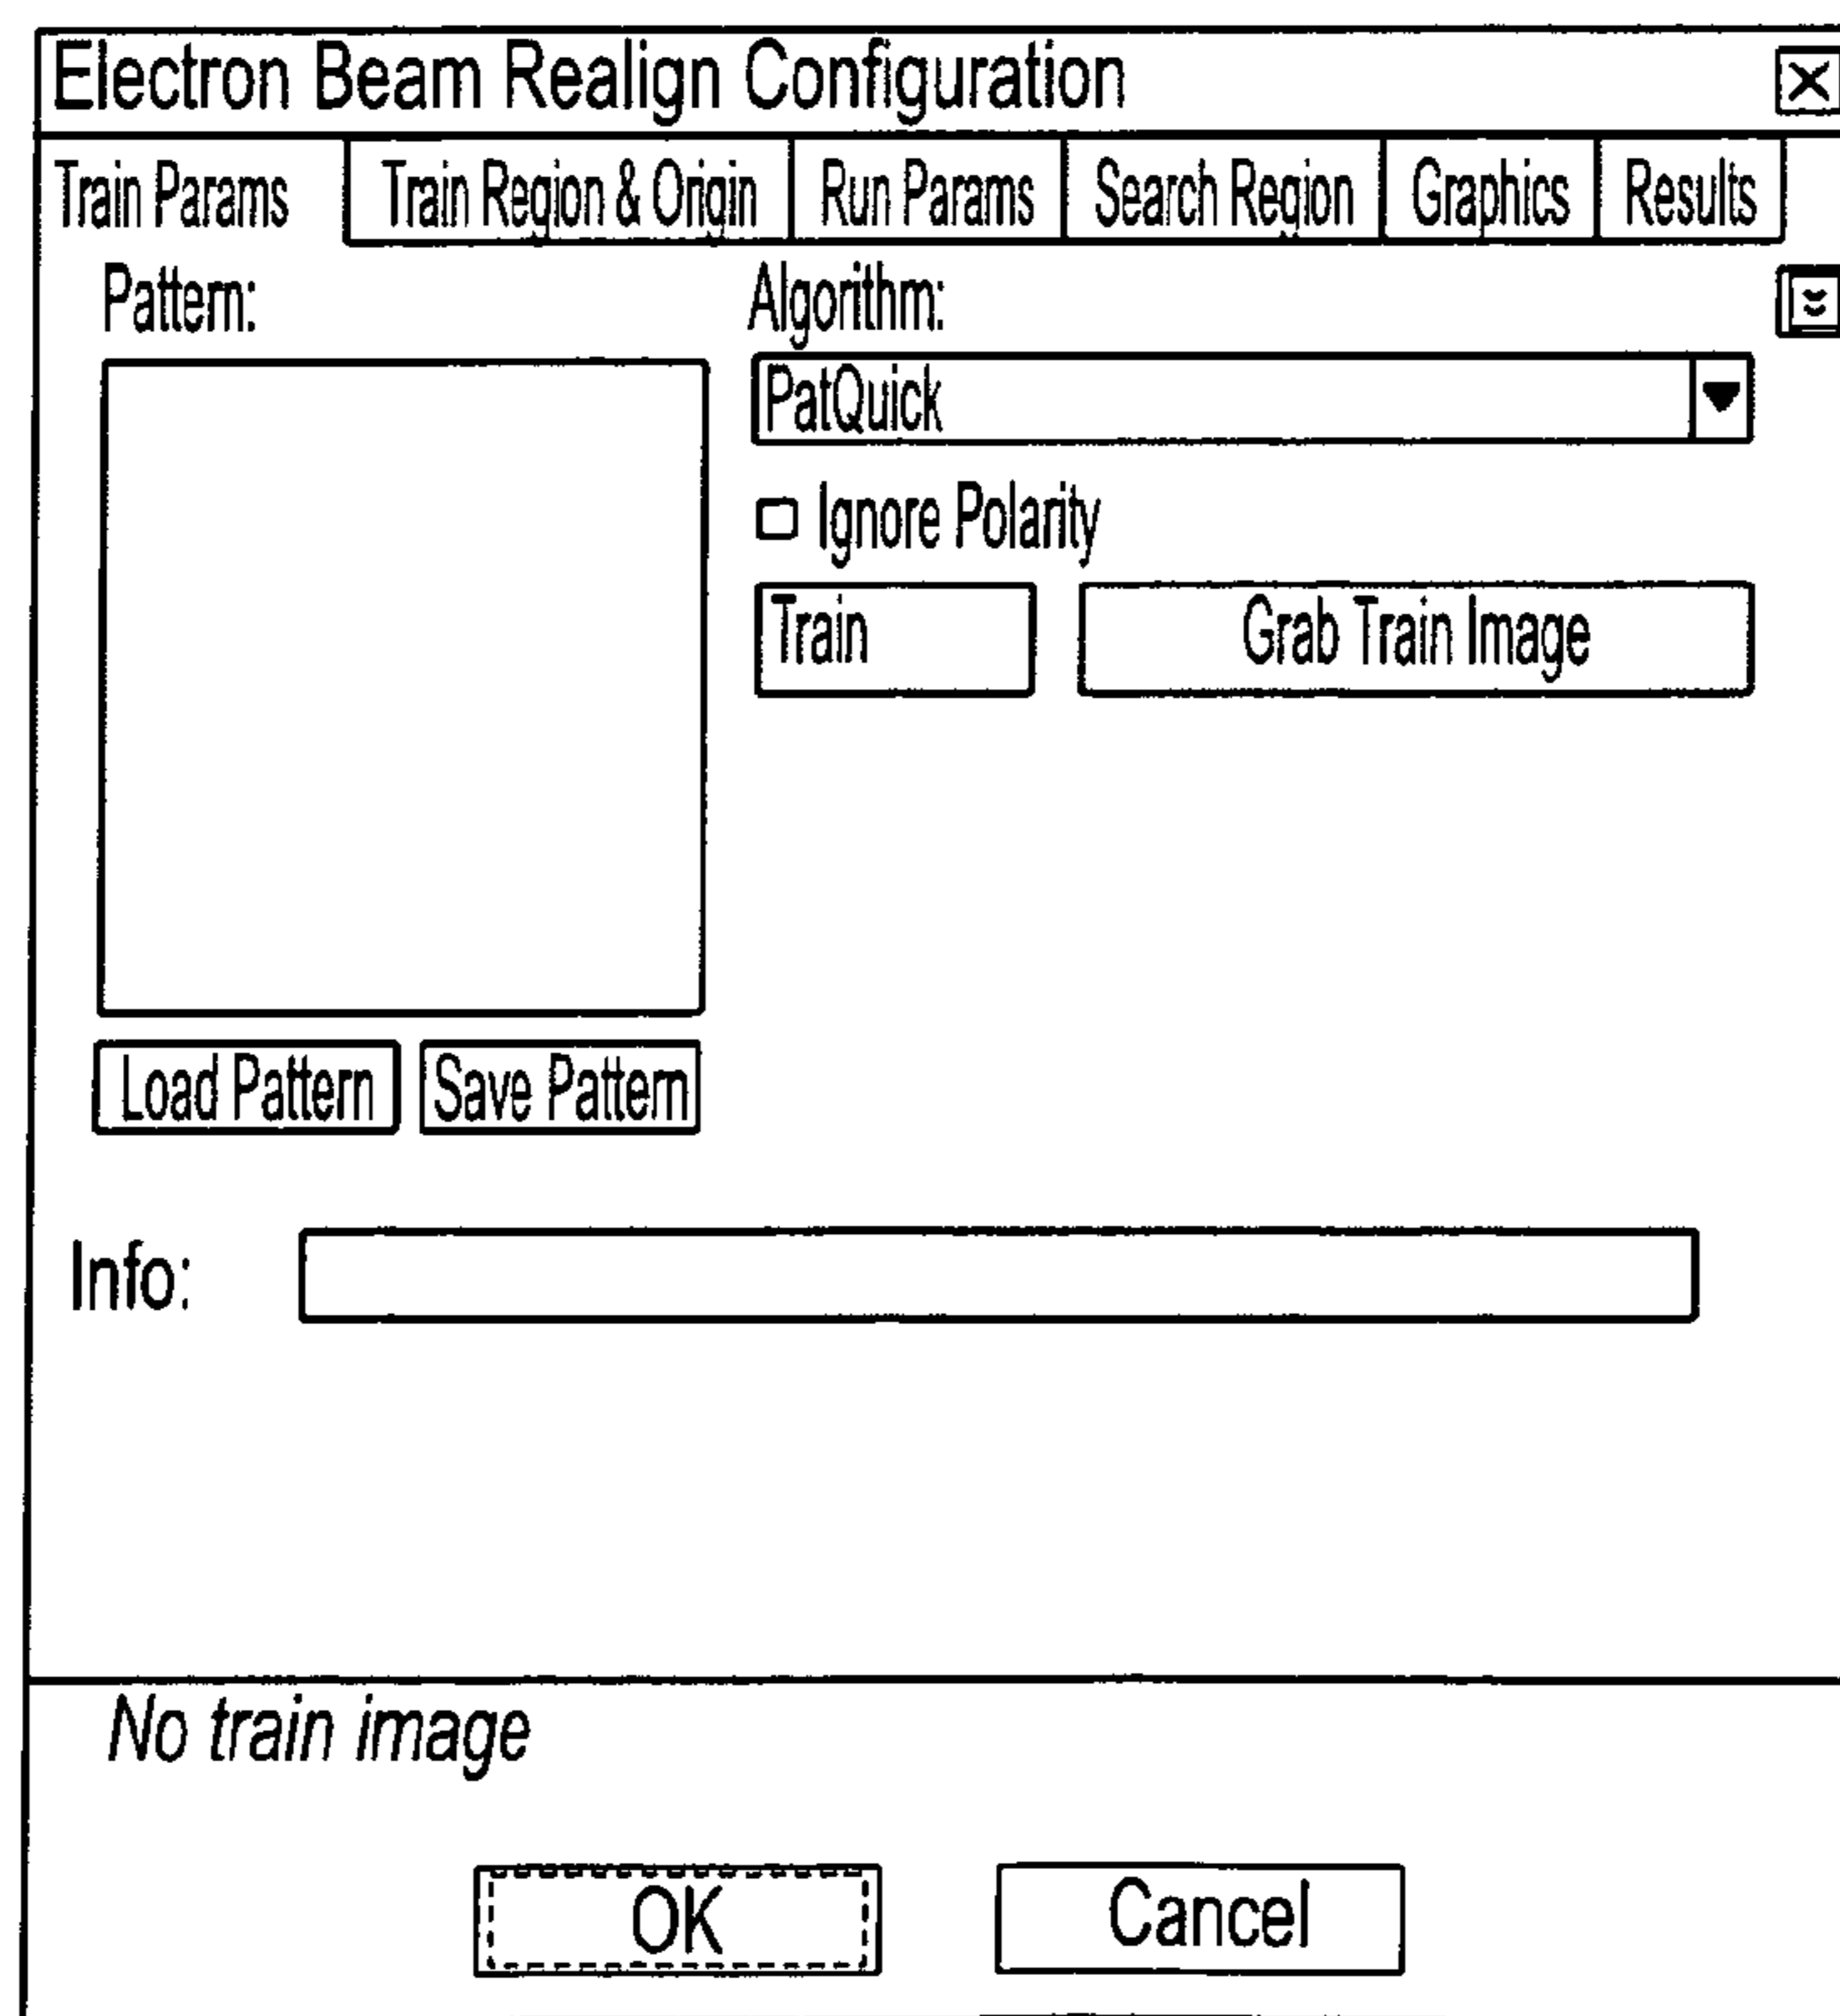 Electron Beam Realign Configuration
Train Params Train Region & Origin Run Params Search Region Graphics Results
Pattern: Algorithm:
PatQuick
Ignore Polarity
Train Grab Train Image
Load Pattern Save Pattern
Info:
No train image
OK Cancel